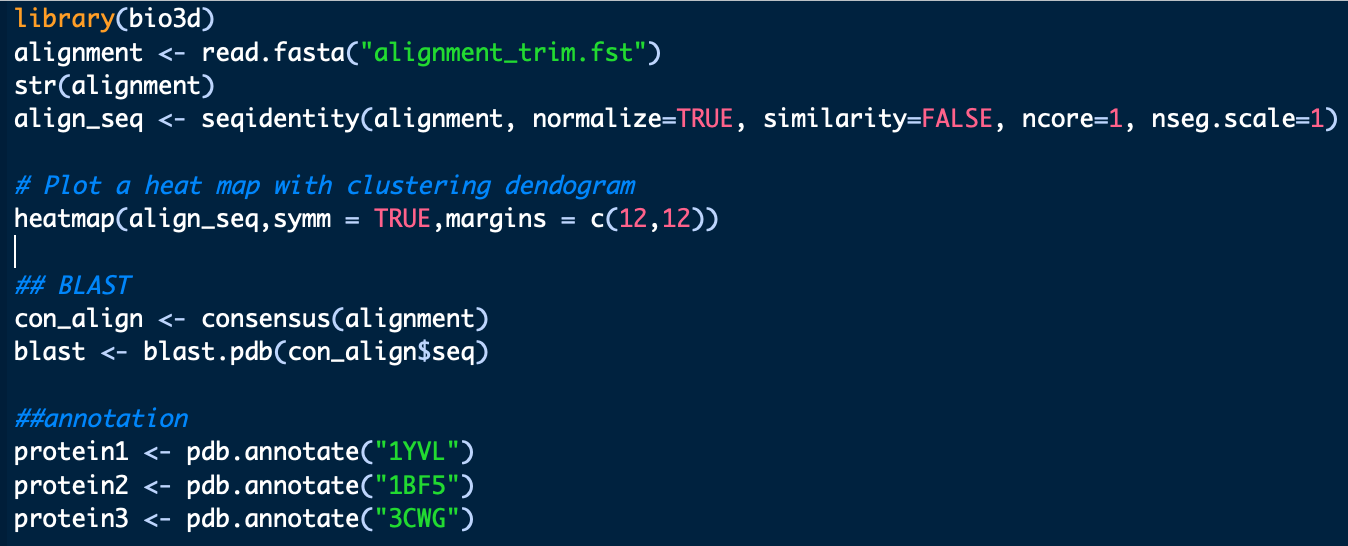 library(bio3d)
alignment <- read.fasta("alignment_trim.fst")
str(alignment)
align_seq <- seqidentity(alignment, normalize=TRUE, similarity=FALSE, ncore=1, nseg.scale=1)
# Plot a heat map with clustering dendogram
heatmap(align_seq,symm = TRUE,margins = c(12,12))
## BLAST
con_align <- consensus(alignment)
blast <- blast.pdb(con_align$seq)
##annotation
protein1 <- pdb.annotate("1YVL")
protein2 <- pdb.annotate("1BF5")
protein3 <- pdb.annotate("3CWG")